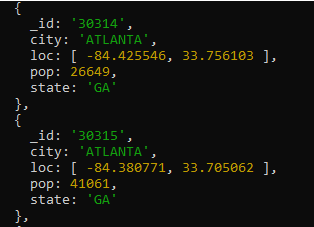 {
_id: '30314',
city: 'ATLANTA',
loc: [ -84.425546, 33.756103 ],
pop: 26649,
state: 'GA'
},
{
_id: '30315',
city: 'ATLANTA',
loc: [ -84.380771, 33.705062 ],
pop: 41061,
state: 'GA'
},